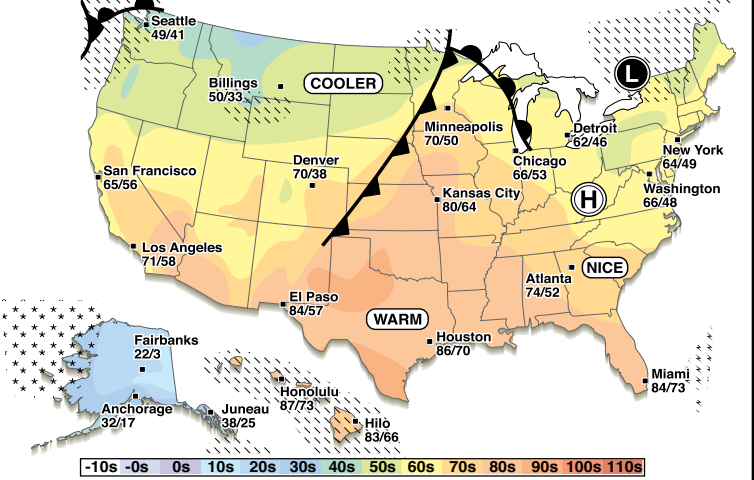 Seattle
49/41
L
Billings
50/33
COOLER
Minneapolis
70/50
Detroit
62/46
New York
64/49
San Francisco
65/56
Denver
70/38
Chicago
66/53
Washington
66/48
Kansas City
80/64
H
Los Angeles
71/58
Atlanta
74/52
NICE
El Paso
84/57
WARM
Houston
86/70
Fairbanks
22/3
Miami
84/73
Anchorage
32/17
Juneau
38/25
Honolulu
87/73
Hilo
83/66
-10s -0s 0s 10s 20s 30s 40s 50s 60s 70s 80s 90s 100s 110s